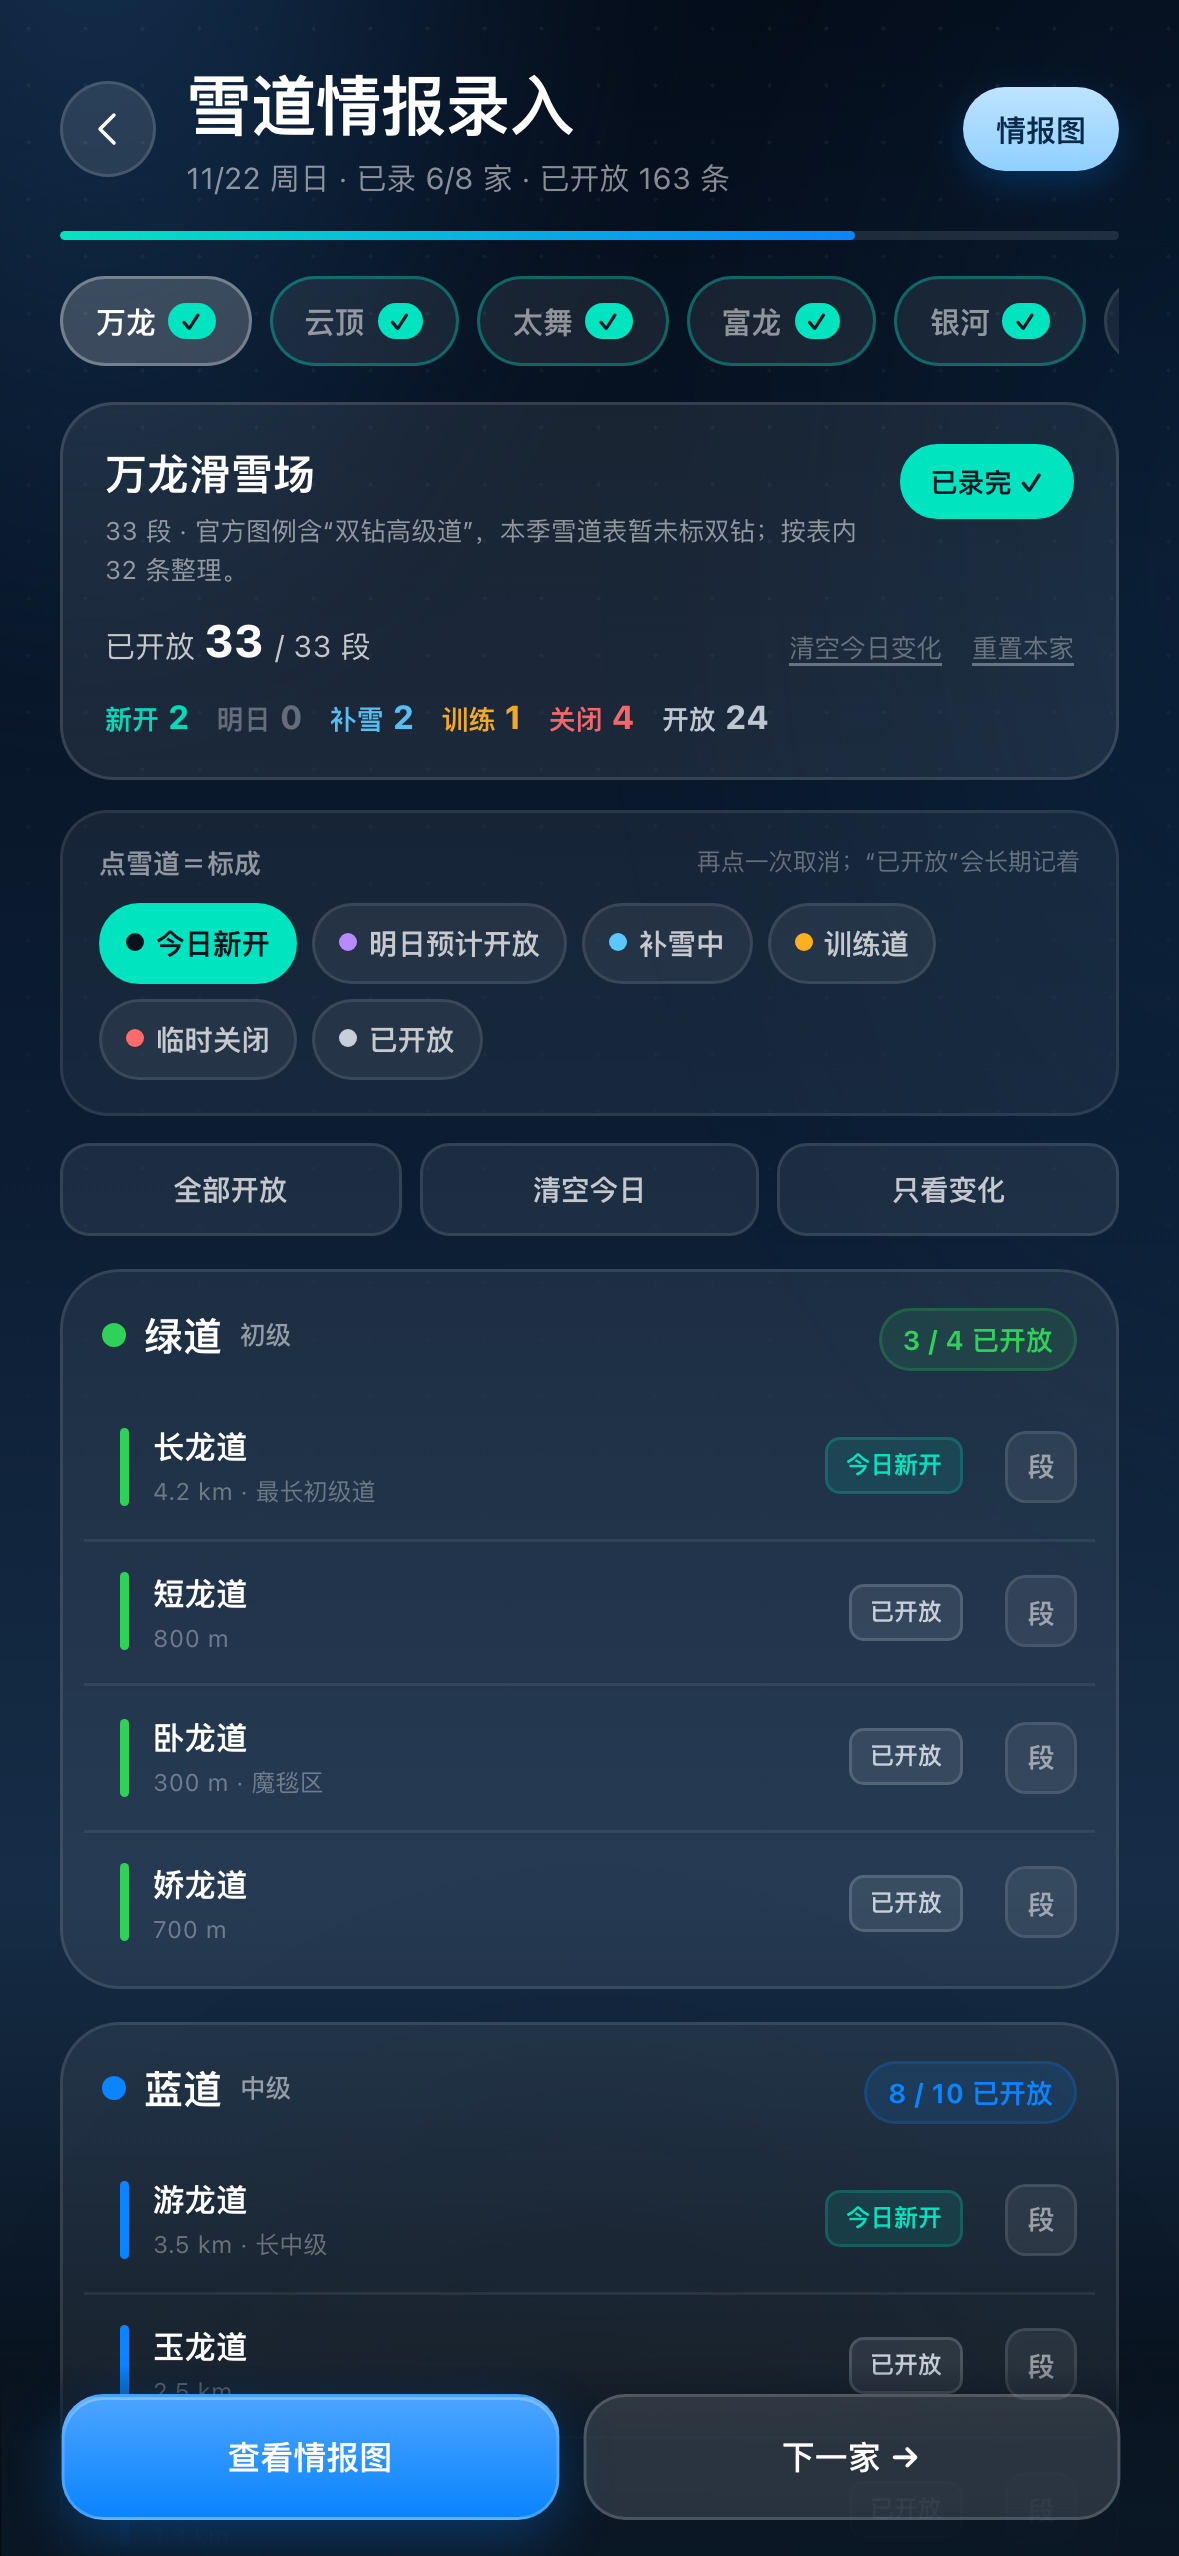 雪道情报录入
情报图
11/22 周日 · 已录 6/8 家 · 已开放 163 条
万龙
云顶
太舞
富龙
银河
万龙滑雪场
已录完 ✓
33 段 · 官方图例含“双钻高级道”，本季雪道表暂未标双钻；按表内
32 条整理。
已开放 33 / 33 段
清空今日变化 重置本家
新开 2 明日 0 补雪 2 训练 1 关闭 4 开放 24
点雪道＝标成
再点一次取消；“已开放”会长期记着
今日新开
明日预计开放
补雪中
训练道
临时关闭
已开放
全部开放
清空今日
只看变化
绿道 初级
3 / 4 已开放
长龙道
4.2 km · 最长初级道
今日新开
段
短龙道
800 m
已开放
段
卧龙道
300 m · 魔毯区
已开放
段
娇龙道
700 m
已开放
段
蓝道 中级
8 / 10 已开放
游龙道
3.5 km · 长中级
今日新开
段
玉龙道
2.5 km
已开放
段
查看情报图
下一家 →
已开放
段